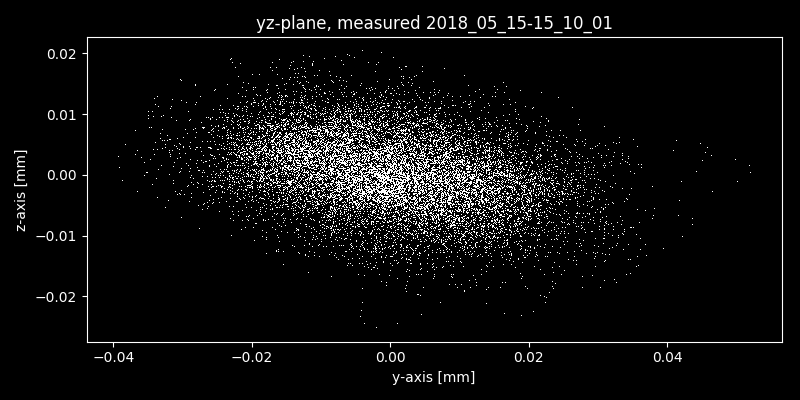 yz-plane, measured 2018_05_15-15_10_01
0.02
0.01
0.00
−0.01
−0.02
z-axis [mm]
−0.04 −0.02 0.00 0.02 0.04
y-axis [mm]